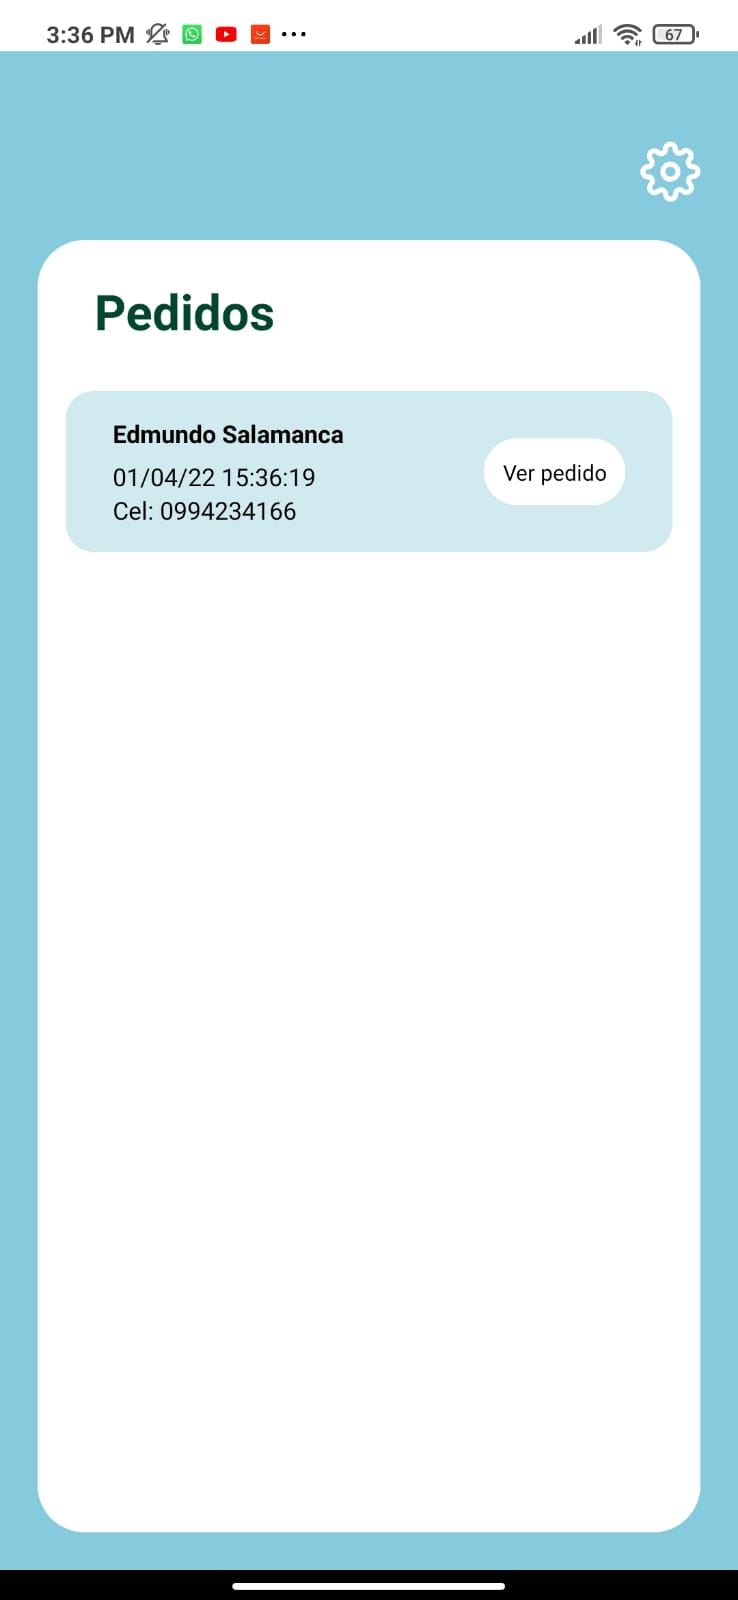 3:36 PM
67
Pedidos
Edmundo Salamanca
01/04/22 15:36:19
Cel: 0994234166
Ver pedido